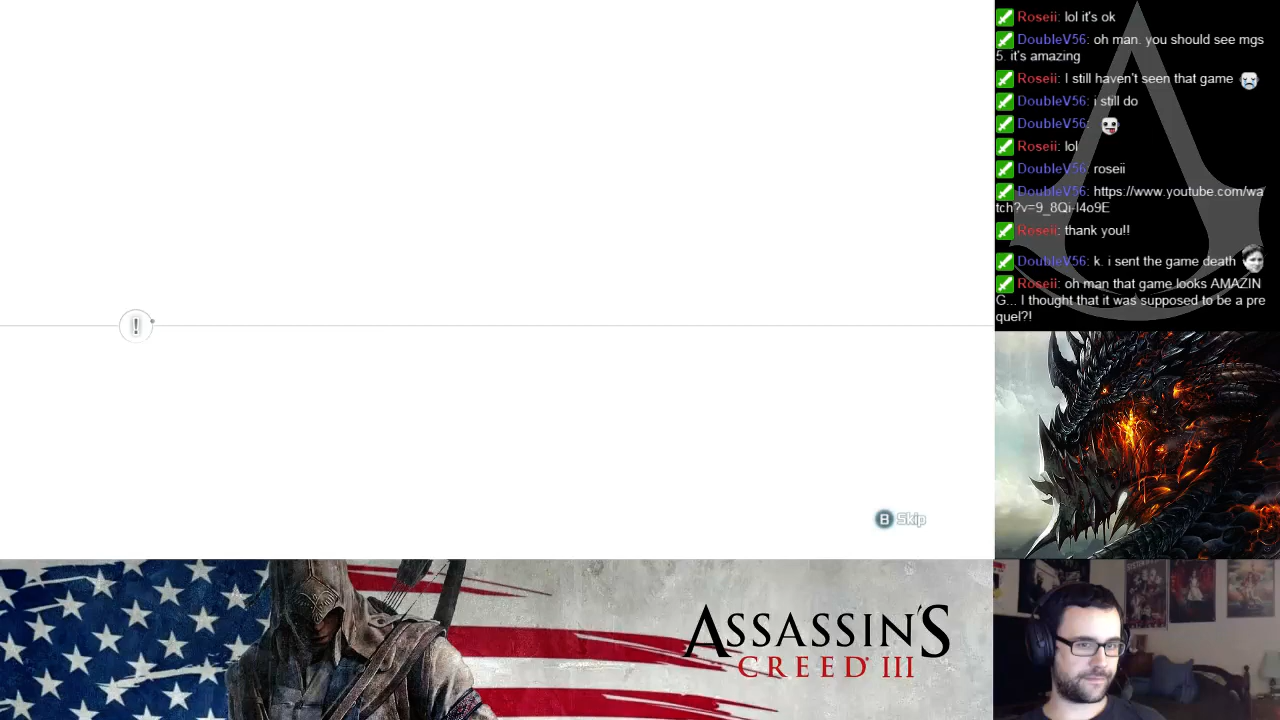 Roseii: lol it's ok
DoubleV56: oh man. you should see mgs
5. it's amazing
Roseii: I still haven't seen that game
DoubleV56: i still do
DoubleV56:
Roseii: lol
DoubleV56: roseii
DoubleV56: https://www.youtube.com/wa
tch?v=9_8Qi-l4o9E
Roseii: thank you!!
DoubleV56: k. i sent the game death
Roseii: oh man that game looks AMAZIN
G... I thought that it was supposed to be a pre
quel?!
!
B Skip
ASSASSIN'S
CREED III